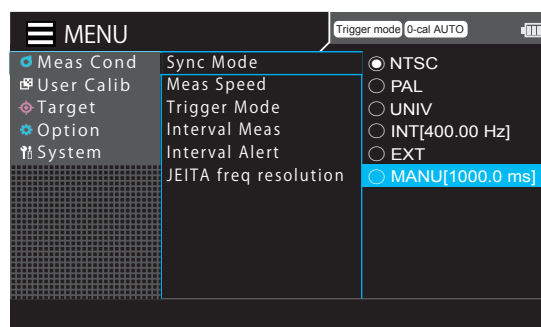 MENU
Trigger mode 0-cal AUTO
Meas Cond
User Calib
Target
Option
System
Sync Mode
Meas Speed
Trigger Mode
Interval Meas
Interval Alert
JEITA freq resolution
NTSC
PAL
UNIV
INT[400.00 Hz]
EXT
MANU[1000.0 ms]